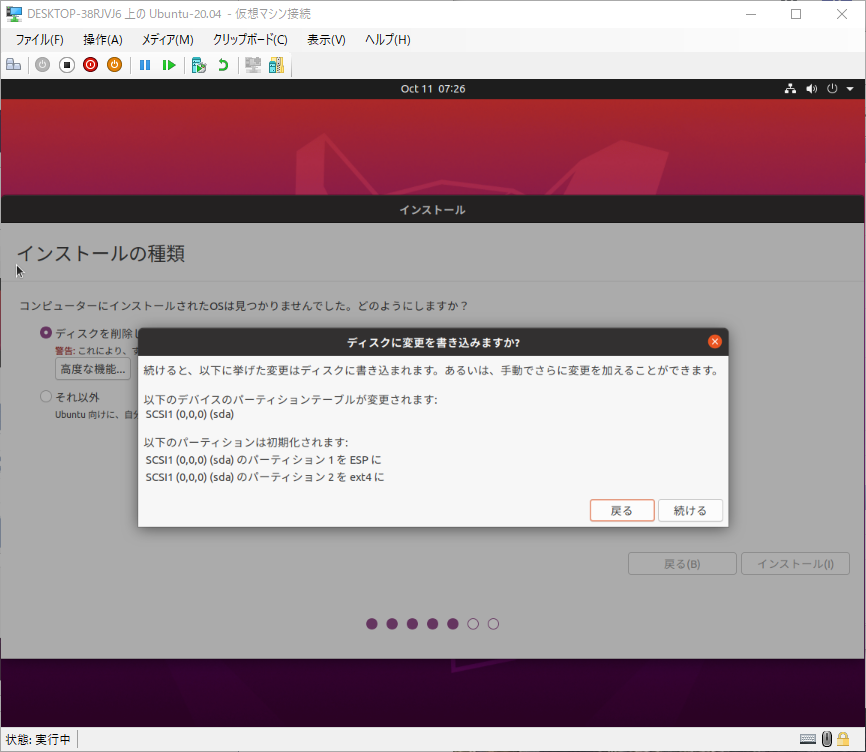 DESKTOP-38RJVJ6 上の Ubuntu-20.04 - 仮想マシン接続
ファイル(F) 操作(A) メディア(M) クリップボード(C) 表示(V) ヘルプ(H)
Oct 11 07:26
インストール
インストールの種類
コンピューターにインストールされたOSは見つかりませんでした。どのようにしますか？
ディスクを削除し
警告: これにより、す
高度な機能...
それ以外
Ubuntu 向けに、自分
ディスクに変更を書き込みますか?
続けると、以下に挙げた変更はディスクに書き込まれます。あるいは、手動でさらに変更を加えることができます。
以下のデバイスのパーティションテーブルが変更されます:
SCSI1 (0,0,0) (sda)
以下のパーティションは初期化されます:
SCSI1 (0,0,0) (sda) のパーティション 1 を ESP に
SCSI1 (0,0,0) (sda) のパーティション 2 を ext4 に
戻る 続ける
戻る(B) インストール(I)
状態: 実行中